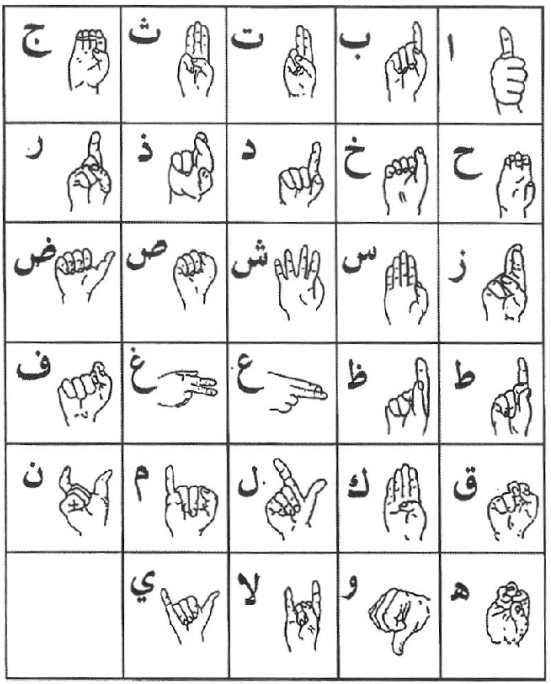 ا ب ت ث ج
ح خ د ذ ر
ز س ش ص ض
ط ظ ع غ ف
ق ك ل م ن
ه و لا ي